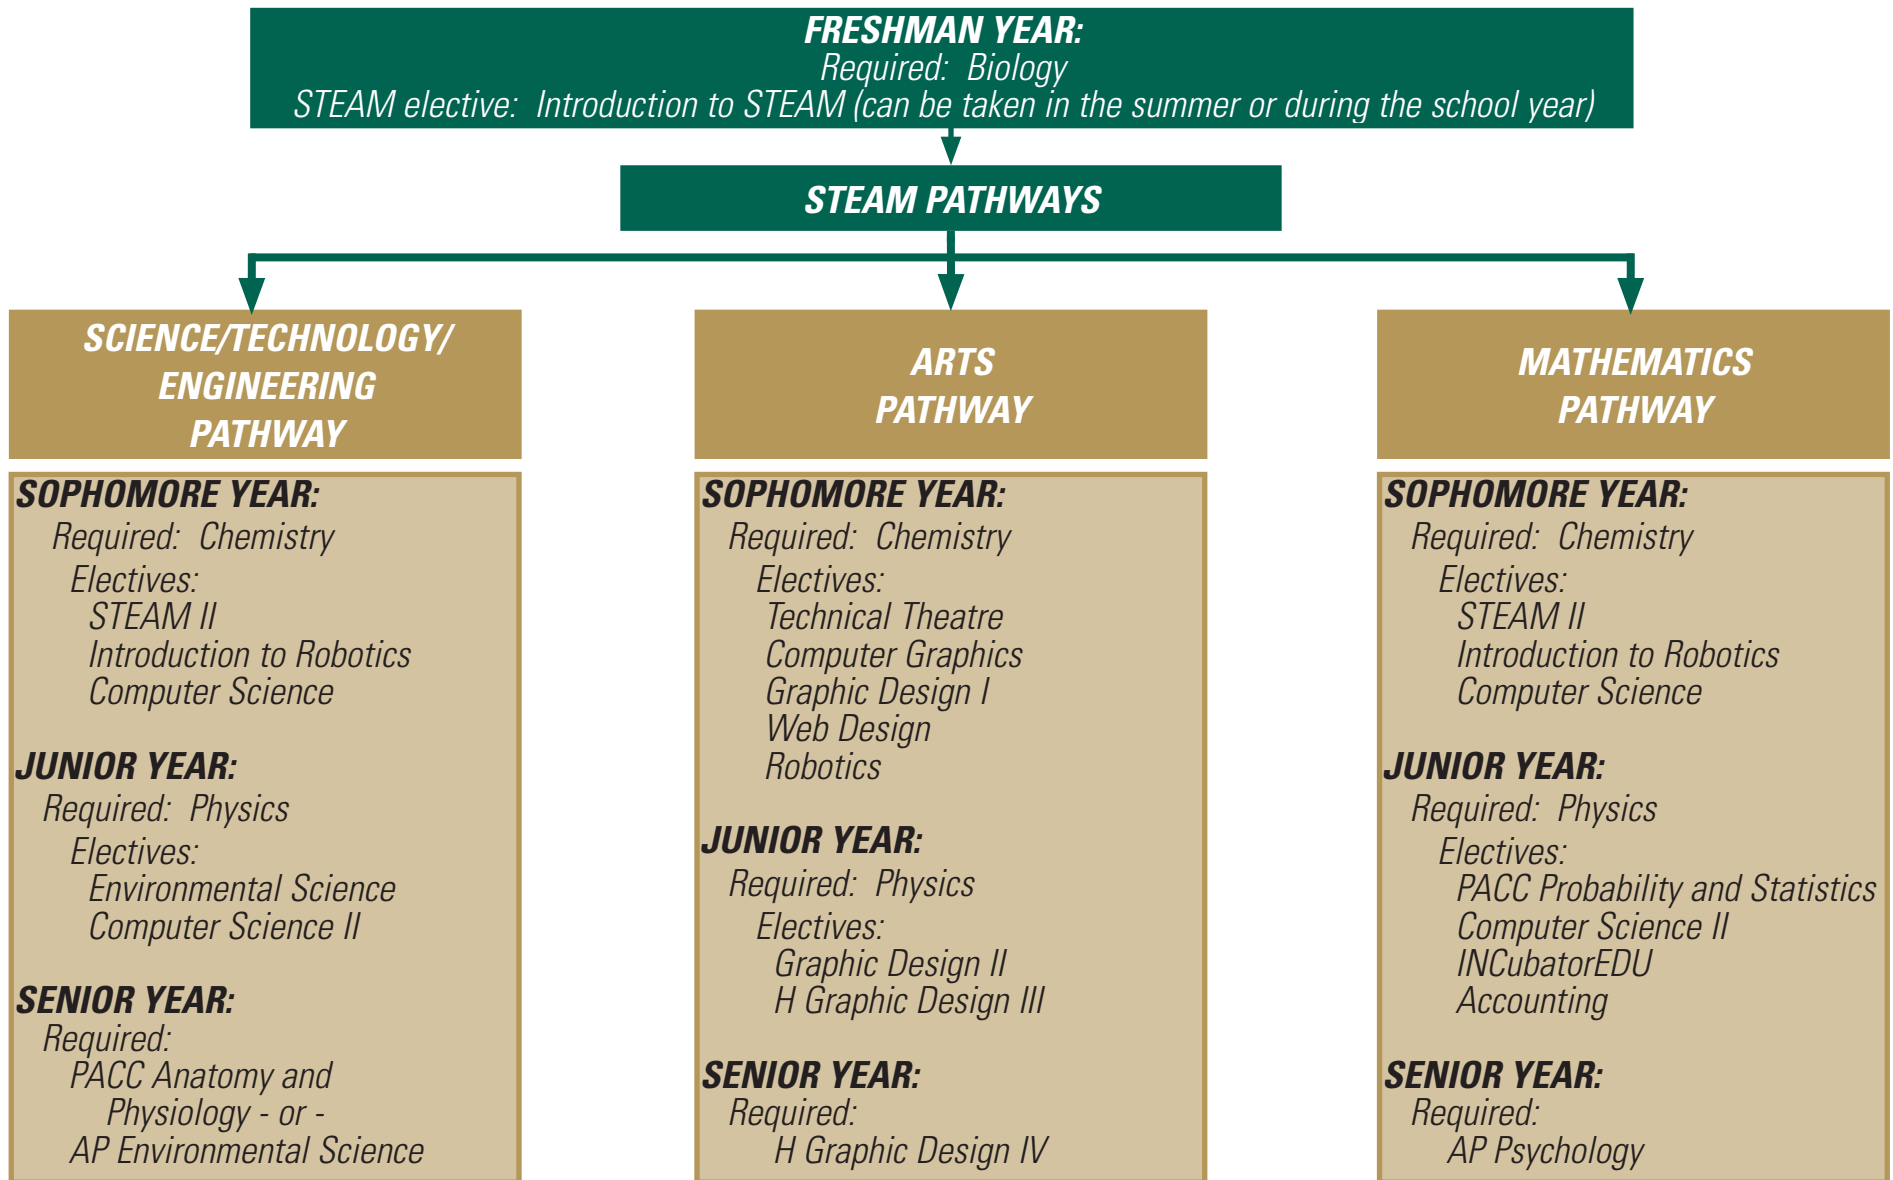 FRESHMAN YEAR:
Required: Biology
STEAM elective: Introduction to STEAM (can be taken in the summer or during the school year)
STEAM PATHWAYS
SCIENCE/TECHNOLOGY/
ENGINEERING
PATHWAY
SOPHOMORE YEAR:
Required: Chemistry
Electives:
STEAM II
Introduction to Robotics
Computer Science
JUNIOR YEAR:
Required: Physics
Electives:
Environmental Science
Computer Science II
SENIOR YEAR:
Required:
PACC Anatomy and
Physiology - or -
AP Environmental Science
ARTS
PATHWAY
SOPHOMORE YEAR:
Required: Chemistry
Electives:
Technical Theatre
Computer Graphics
Graphic Design I
Web Design
Robotics
JUNIOR YEAR:
Required: Physics
Electives:
Graphic Design II
H Graphic Design III
SENIOR YEAR:
Required:
H Graphic Design IV
MATHEMATICS
PATHWAY
SOPHOMORE YEAR:
Required: Chemistry
Electives:
STEAM II
Introduction to Robotics
Computer Science
JUNIOR YEAR:
Required: Physics
Electives:
PACC Probability and Statistics
Computer Science II
INCubatorEDU
Accounting
SENIOR YEAR:
Required:
AP Psychology